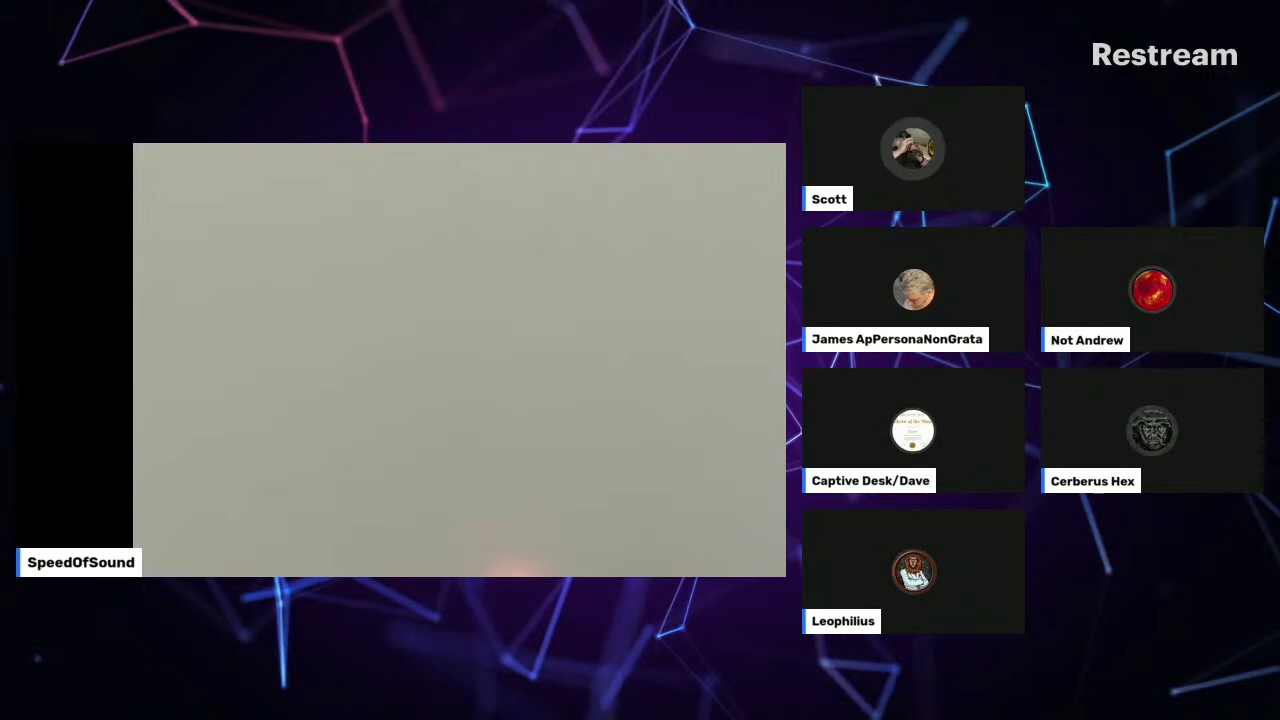 Restream
Scott
James ApPersonaNonGrata
Not Andrew
Captive Desk/Dave
Cerberus Hex
SpeedOfSound
Leophilius